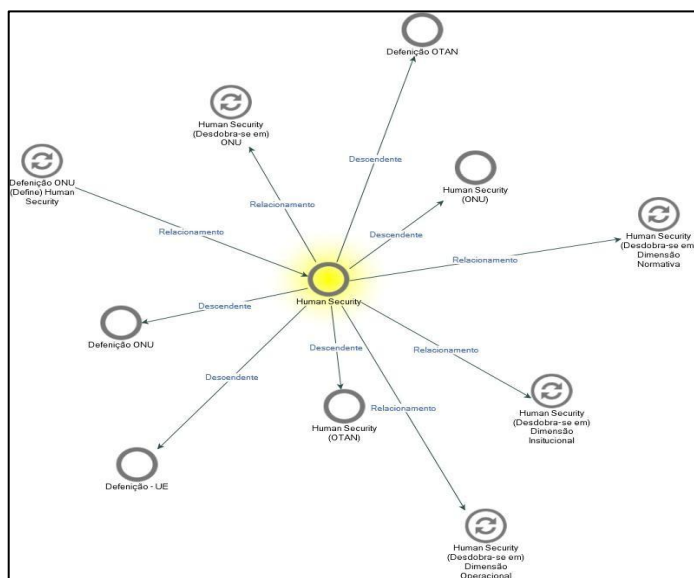 Defenição OTAN
Human Security
(Desdobra-se em)
ONU
Descendente
Defenição ONU
(Define) Human
Security
Human Security
(ONU)
Relacionamento
Descendente
Human Security
(Desdobra-se em)
Dimensão
Normativa
Relacionamento
Relacionamento
Human Security
Descendente
Defenição ONU
Descendente
Relacionamento
Descendente
Human Security
(OTAN)
Relacionamento
Human Security
(Desdobra-se em)
Dimensão
Insitucional
Defenição - UE
Human Security
(Desdobra-se em)
Dimensão
Operacional